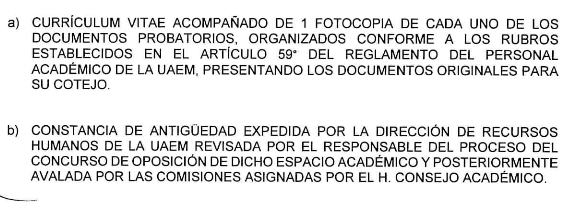 a) CURRÍCULUM VITAE ACOMPAÑADO DE 1 FOTOCOPIA DE CADA UNO DE LOS
DOCUMENTOS PROBATORIOS, ORGANIZADOS CONFORME A LOS RUBROS
ESTABLECIDOS EN EL ARTÍCULO 59° DEL REGLAMENTO DEL PERSONAL
ACADÉMICO DE LA UAEM, PRESENTANDO LOS DOCUMENTOS ORIGINALES PARA
SU COTEJO.
b) CONSTANCIA DE ANTIGÜEDAD EXPEDIDA POR LA DIRECCIÓN DE RECURSOS
HUMANOS DE LA UAEM REVISADA POR EL RESPONSABLE DEL PROCESO DEL
CONCURSO DE OPOSICIÓN DE DICHO ESPACIO ACADÉMICO Y POSTERIORMENTE
AVALADA POR LAS COMISIONES ASIGNADAS POR EL H. CONSEJO ACADÉMICO.